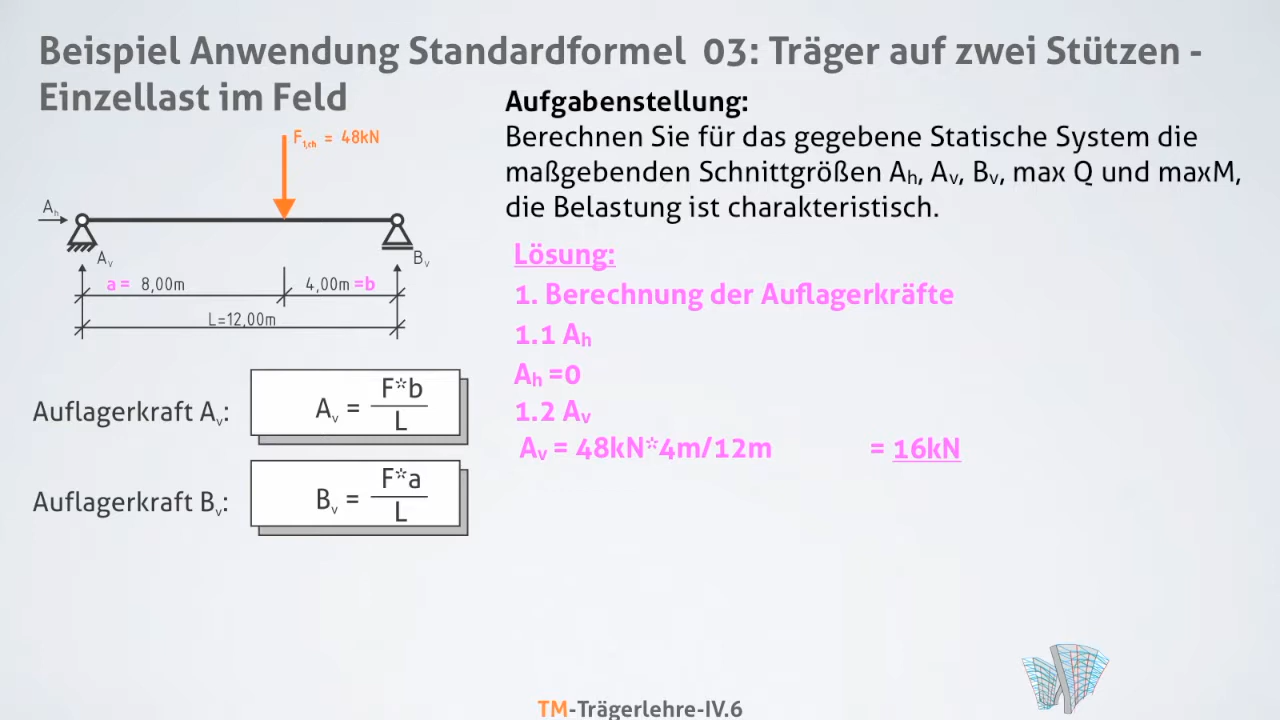 Beispiel Anwendung Standardformel 03: Träger auf zwei Stützen -
Einzellast im Feld
F1,ch = 48kN
Ah
Av
Bv
a = 8,00m
4,00m =b
L=12,00m
Auflagerkraft Av:
Av = F*b
L
Auflagerkraft Bv:
Bv = F*a
L
Aufgabenstellung:
Berechnen Sie für das gegebene Statische System die
maßgebenden Schnittgrößen Ah, Av, Bv, max Q und maxM,
die Belastung ist charakteristisch.
Lösung:
1. Berechnung der Auflagerkräfte
1.1 Ah
Ah =0
1.2 Av
Av = 48kN*4m/12m = 16kN
TM-Trägerlehre-IV.6